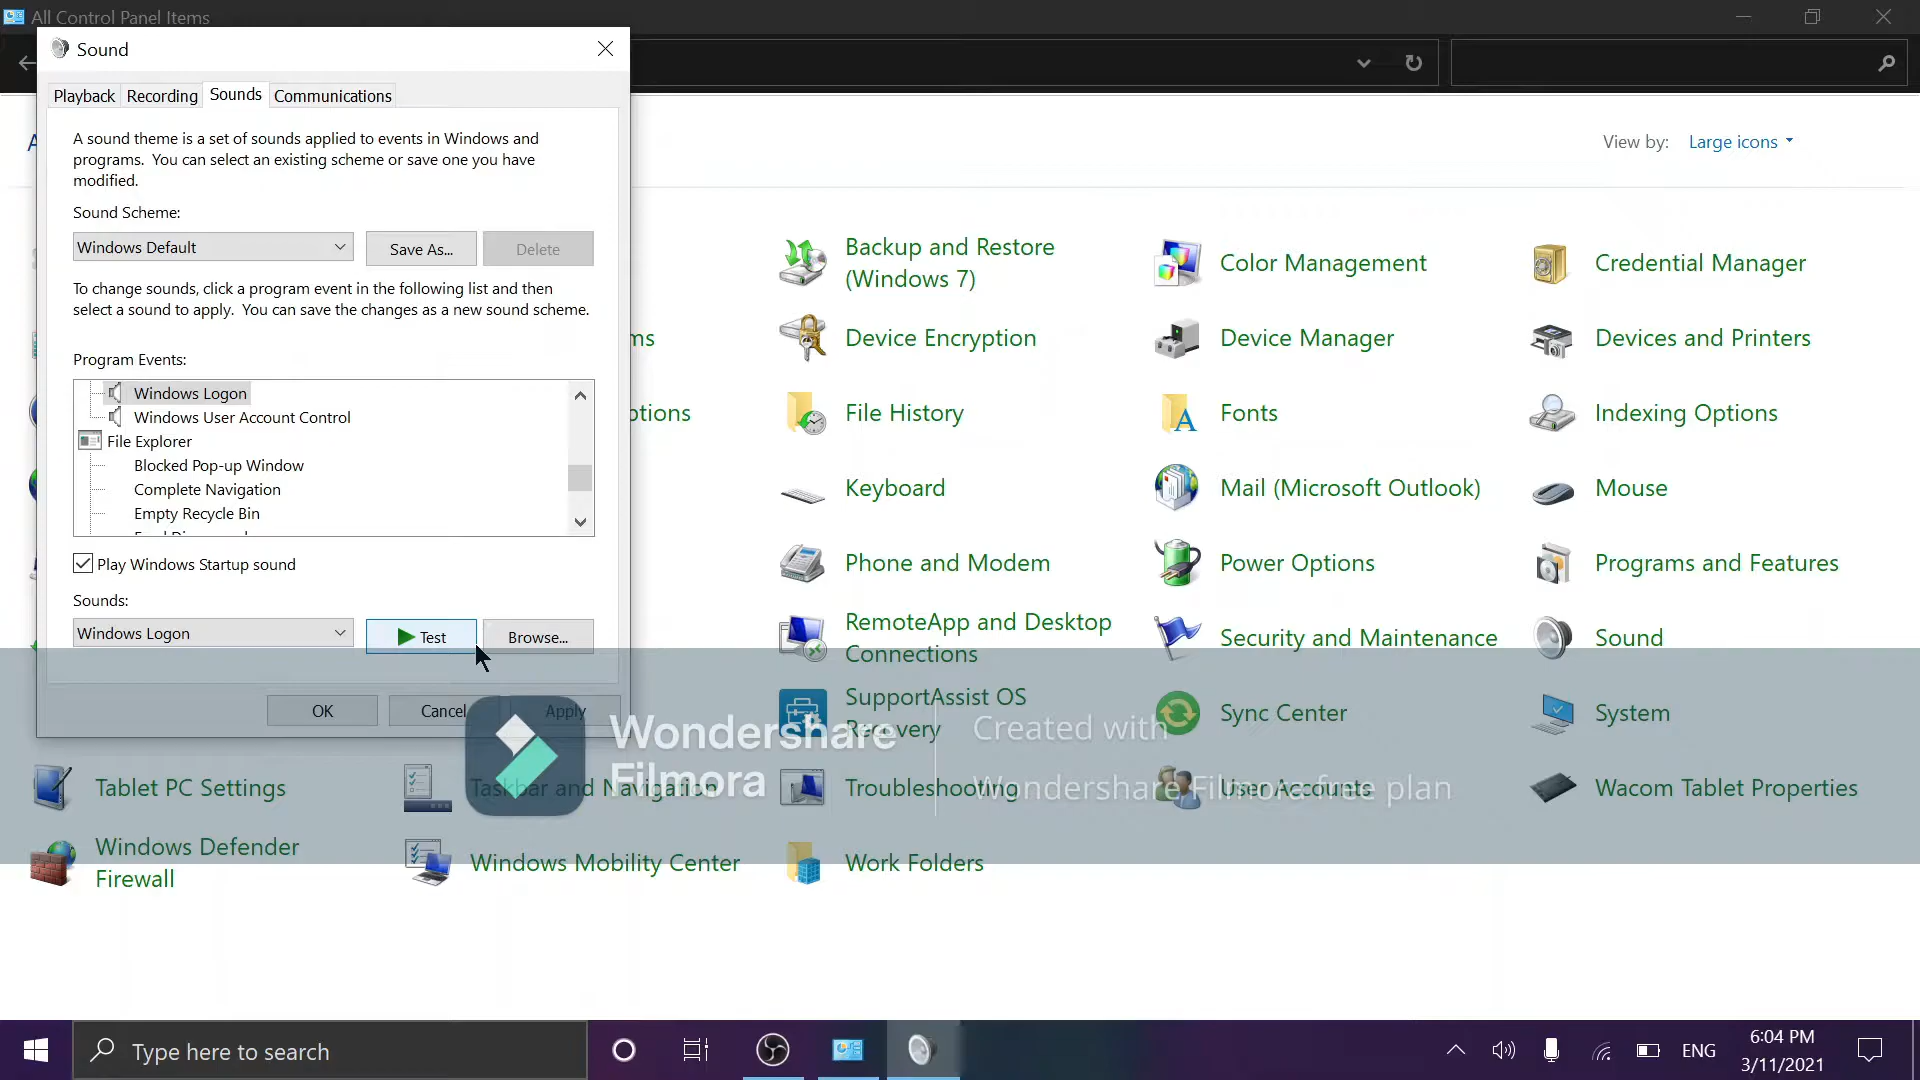 All Control Panel Items
Sound
Playback
Recording
Sounds
Communications
A sound theme is a set of sounds applied to events in Windows and
programs. You can select an existing scheme or save one you have
modified.
Sound Scheme:
Windows Default
Save As...
Delete
To change sounds, click a program event in the following list and then
select a sound to apply. You can save the changes as a new sound scheme.
Program Events:
Windows Logon
Windows User Account Control
File Explorer
Blocked Pop-up Window
Complete Navigation
Empty Recycle Bin
Play Windows Startup sound
Sounds:
Windows Logon
Test
Browse...
OK
Cancel
Apply
View by: Large icons
Backup and Restore
(Windows 7)
Color Management
Credential Manager
Device Encryption
Device Manager
Devices and Printers
File History
Fonts
Indexing Options
Keyboard
Mail (Microsoft Outlook)
Mouse
Phone and Modem
Power Options
Programs and Features
RemoteApp and Desktop
Connections
Security and Maintenance
Sound
SupportAssist OS
Recovery
Sync Center
System
Tablet PC Settings
Taskbar and Navigation
Troubleshooting
User Accounts
Wacom Tablet Properties
Windows Defender
Firewall
Windows Mobility Center
Work Folders
Wondershare
Filmora
Created with
Wondershare Filmora free plan
Type here to search
ENG
6:04 PM
3/11/2021